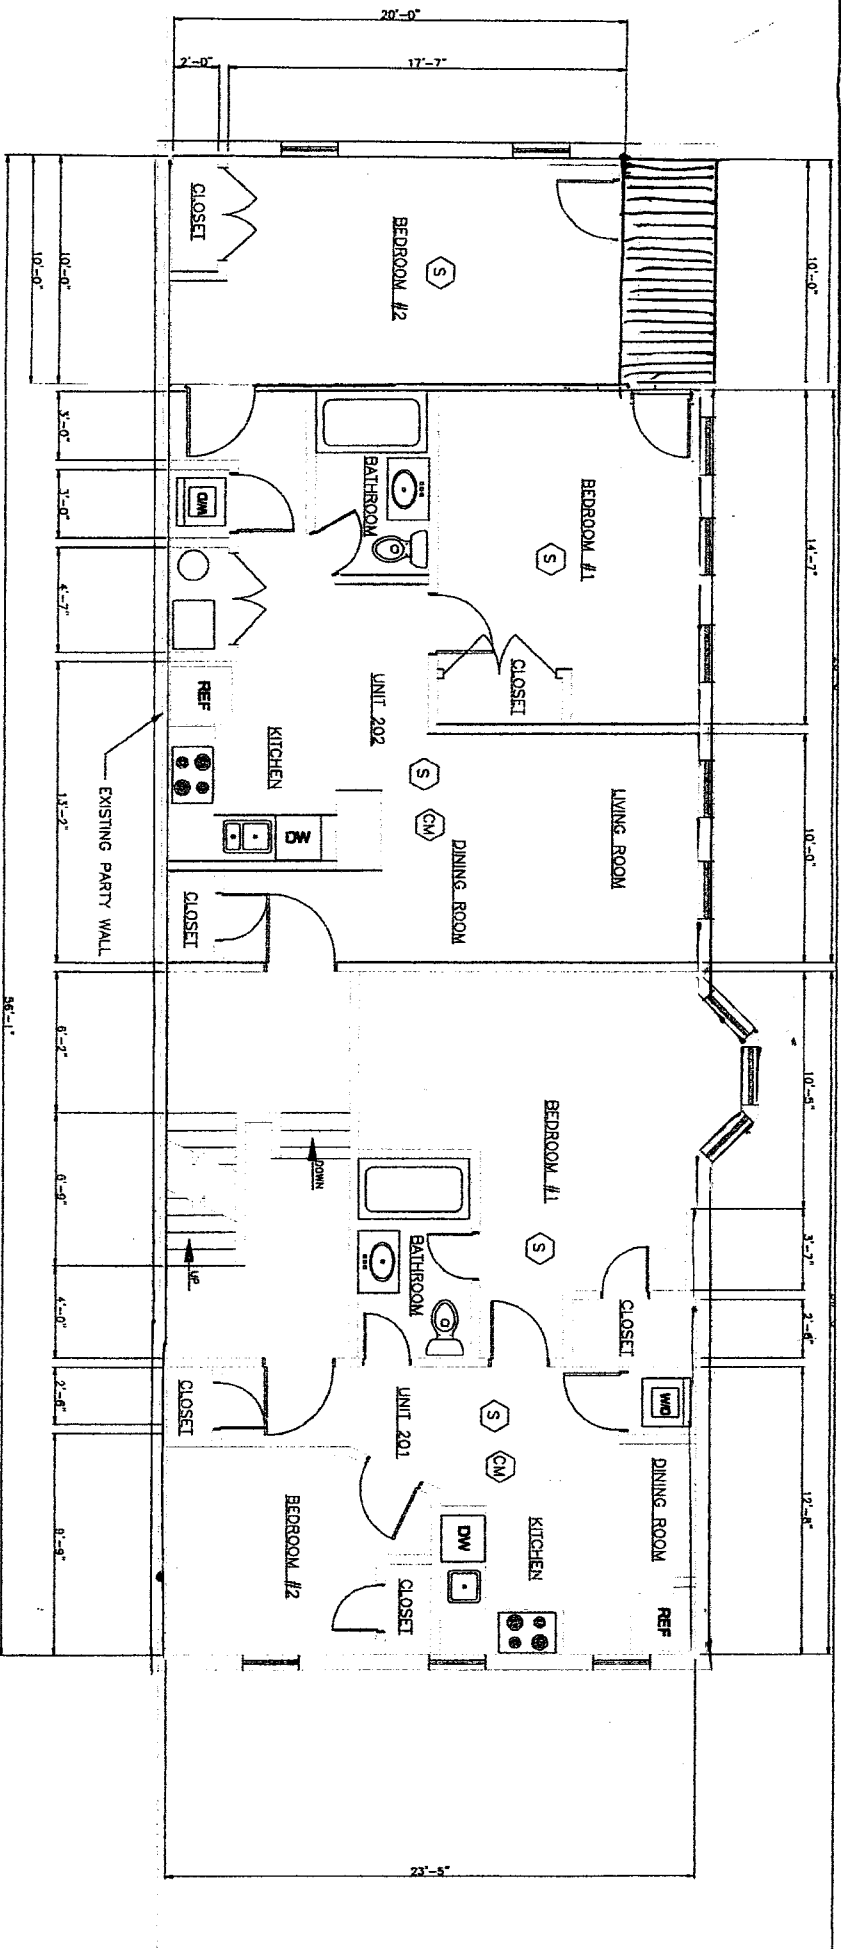 20'-0"
2'-0"
17'-7"
10'-0"
10'-0"
10'-0"
CLOSET
BEDROOM #2
S
3'-0"
3'-0"
W/D
BATHROOM
BEDROOM #1
S
14'-7"
4'-7"
CLOSET
REF
UNIT 202
KITCHEN
S
CM
DW
DINING ROOM
LIVING ROOM
10'-0"
13'-2"
EXISTING PARTY WALL
CLOSET
56'-1"
6'-2"
10'-5"
BEDROOM #1
DOWN
6'-9"
UP
BATHROOM
S
3'-7"
4'-0"
CLOSET
2'-6"
2'-6"
CLOSET
UNIT 201
S
CM
W/D
DINING ROOM
12'-8"
9'-9"
BEDROOM #2
DW
KITCHEN
CLOSET
REF
23'-5"